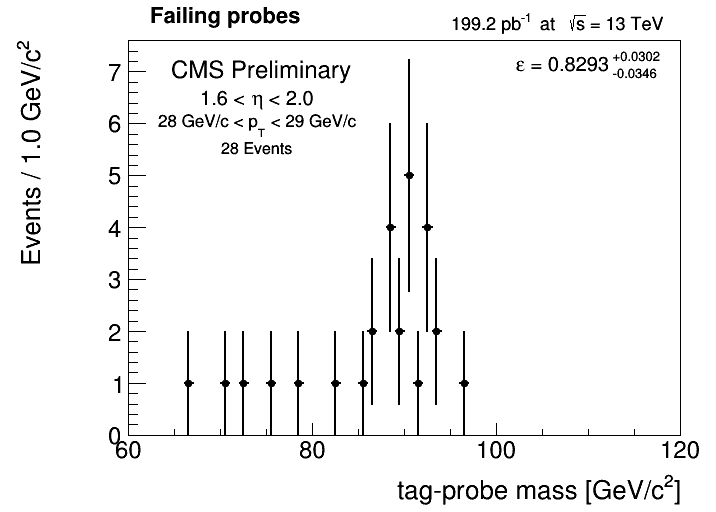 Failing probes
199.2 pb⁻¹ at √s = 13 TeV
CMS Preliminary
ε = 0.8293 +0.0302 -0.0346
1.6 < η < 2.0
28 GeV/c < p_T < 29 GeV/c
28 Events
Events / 1.0 GeV/c²
7
6
5
4
3
2
1
0
60 80 100 120
tag-probe mass [GeV/c²]